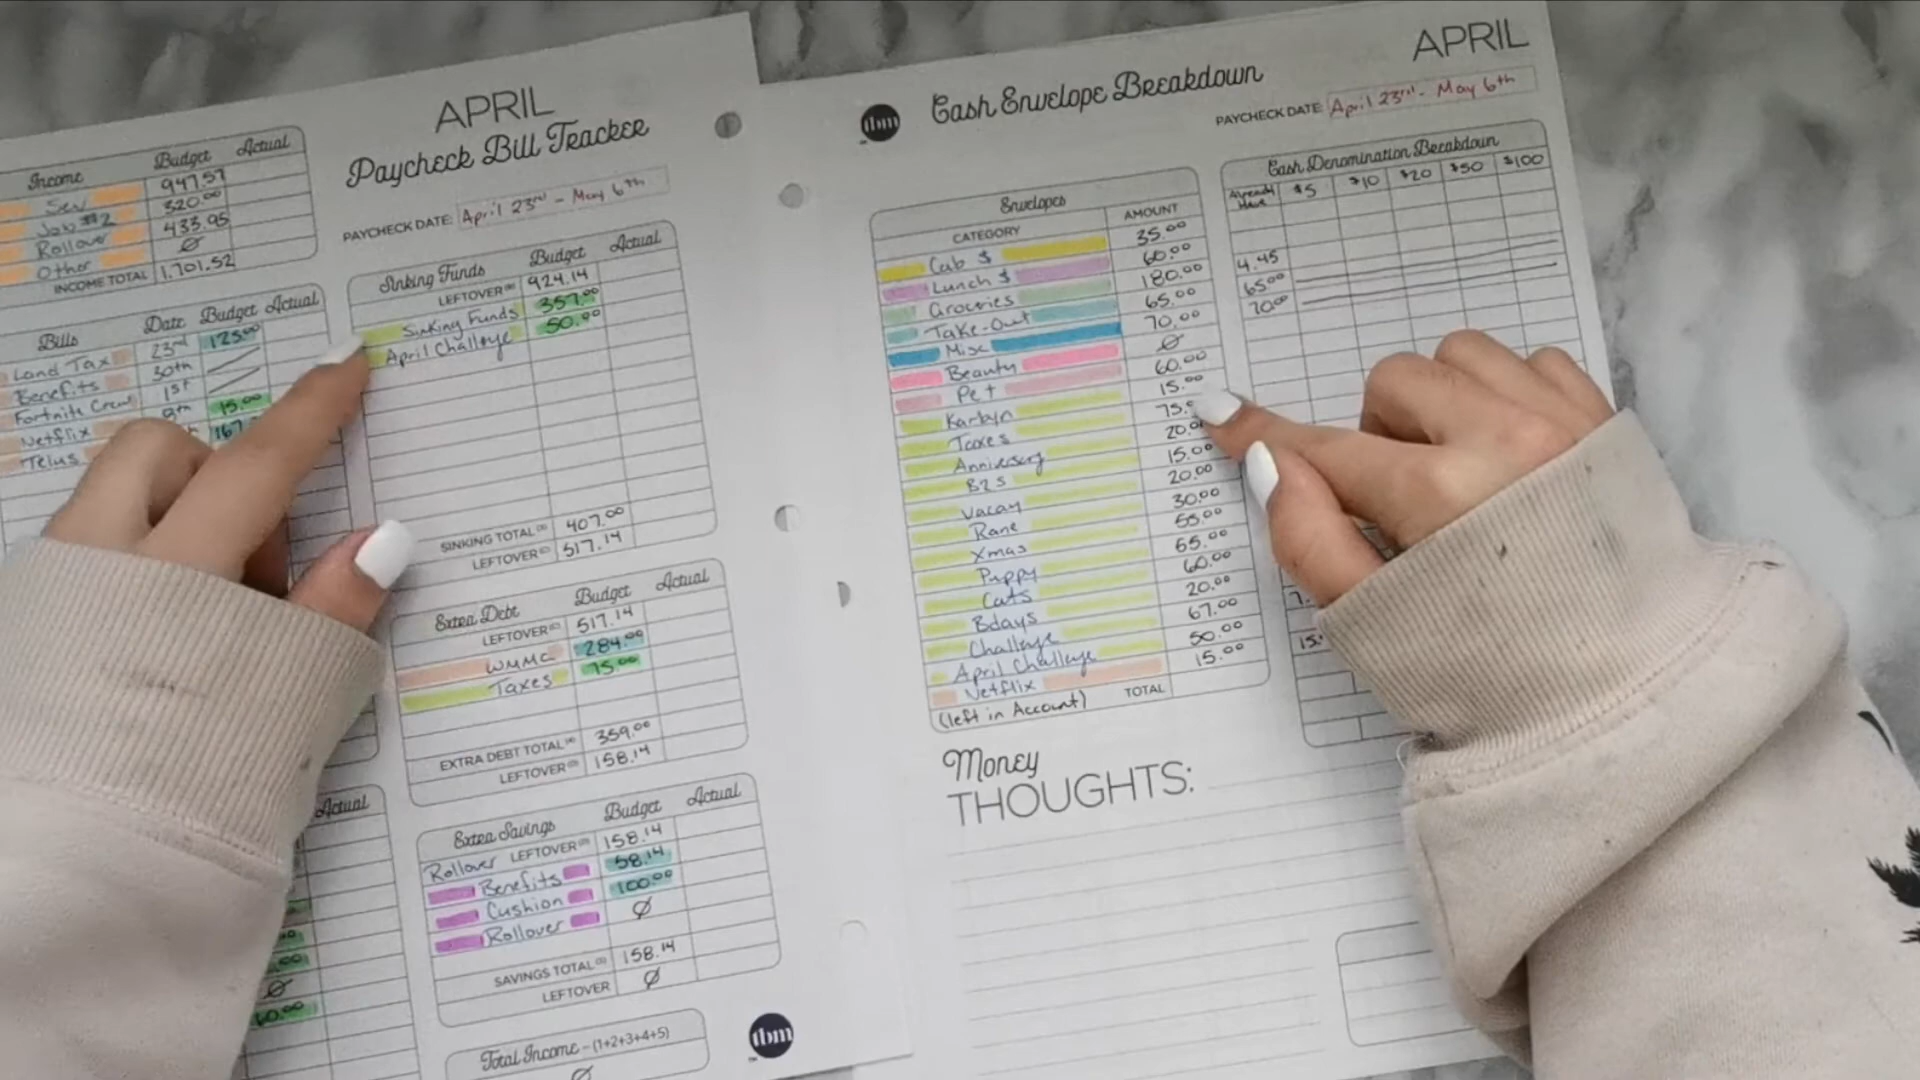 APRIL
Paycheck Bill Tracker
PAYCHECK DATE: April 23rd - May 6th
Income Budget Actual
947.57
Job #2 320.00
Rollover 433.95
Other Ø
INCOME TOTAL 1,701.52
Bills Date Budget Actual
Land Tax 23rd 125.00
Benefits 30th
Fortnite Crew 1st
Netflix 15.00
Telus 167.
Actual
Ø
60.00
Sinking Funds Budget Actual
LEFTOVER 924.14
Sinking Funds 357.00
April Challenge 50.00
SINKING TOTAL 407.00
LEFTOVER 517.14
Extra Debt Budget Actual
LEFTOVER 517.14
WMMC 284.00
Taxes 75.00
EXTRA DEBT TOTAL 359.00
LEFTOVER 158.14
Extra Savings Budget Actual
Rollover LEFTOVER 158.14
Benefits 58.14
Cushion 100.00
Rollover Ø
SAVINGS TOTAL 158.14
LEFTOVER Ø
Total Income - (1+2+3+4+5)
Ø
tbm
tbm
APRIL
Cash Envelope Breakdown
PAYCHECK DATE: April 23rd - May 6th
Envelopes
CATEGORY AMOUNT
Cab $ 35.00
Lunch $ 60.00
Groceries 180.00
Take-Out 65.00
Misc 70.00
Beauty Ø
Pet 60.00
Karlyn 15.00
Taxes 75.
Anniversary 20.0
B2S 15.00
Vacay 20.00
Rane 30.00
Xmas 55.00
Puppy 55.00
Cats 60.00
Bdays 20.00
Challenge 67.00
April Challenge 50.00
Netflix 15.00
(left in Account) TOTAL
Cash Denomination Breakdown
Already Have $5 $10 $20 $50 $100
4.45
65.00
70.00
7.
15.
Money
THOUGHTS: